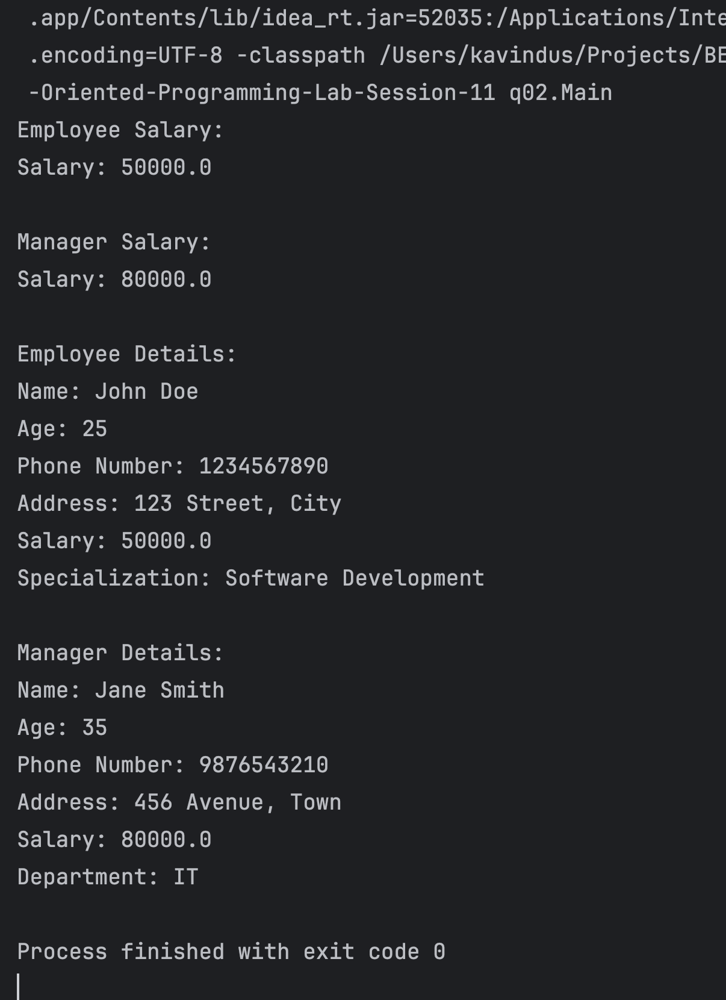 .app/Contents/lib/idea_rt.jar=52035:/Applications/Inte
.encoding=UTF-8 -classpath /Users/kavindus/Projects/BE
-Oriented-Programming-Lab-Session-11 q02.Main
Employee Salary:
Salary: 50000.0
Manager Salary:
Salary: 80000.0
Employee Details:
Name: John Doe
Age: 25
Phone Number: 1234567890
Address: 123 Street, City
Salary: 50000.0
Specialization: Software Development
Manager Details:
Name: Jane Smith
Age: 35
Phone Number: 9876543210
Address: 456 Avenue, Town
Salary: 80000.0
Department: IT
Process finished with exit code 0